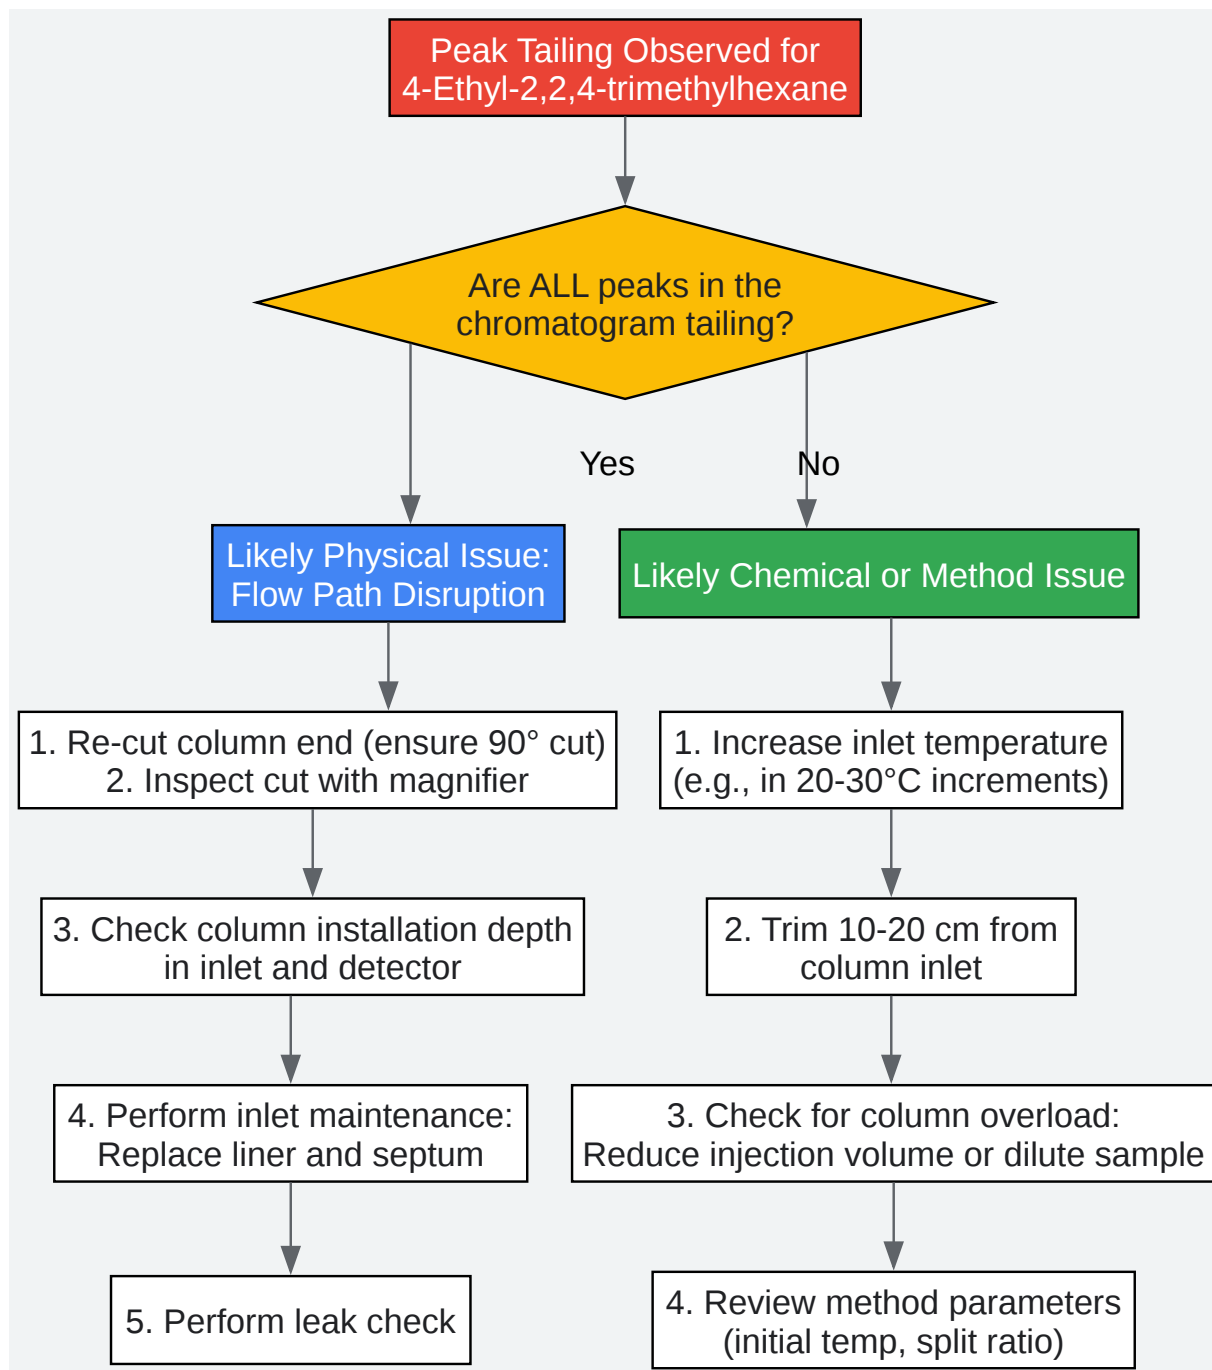 Peak Tailing Observed for
4-Ethyl-2,2,4-trimethylhexane
Are ALL peaks in the
chromatogram tailing?
Yes
No
Likely Physical Issue:
Flow Path Disruption
Likely Chemical or Method Issue
1. Re-cut column end (ensure 90° cut)
2. Inspect cut with magnifier
1. Increase inlet temperature
(e.g., in 20-30°C increments)
3. Check column installation depth
in inlet and detector
2. Trim 10-20 cm from
column inlet
4. Perform inlet maintenance:
Replace liner and septum
3. Check for column overload:
Reduce injection volume or dilute sample
5. Perform leak check
4. Review method parameters
(initial temp, split ratio)